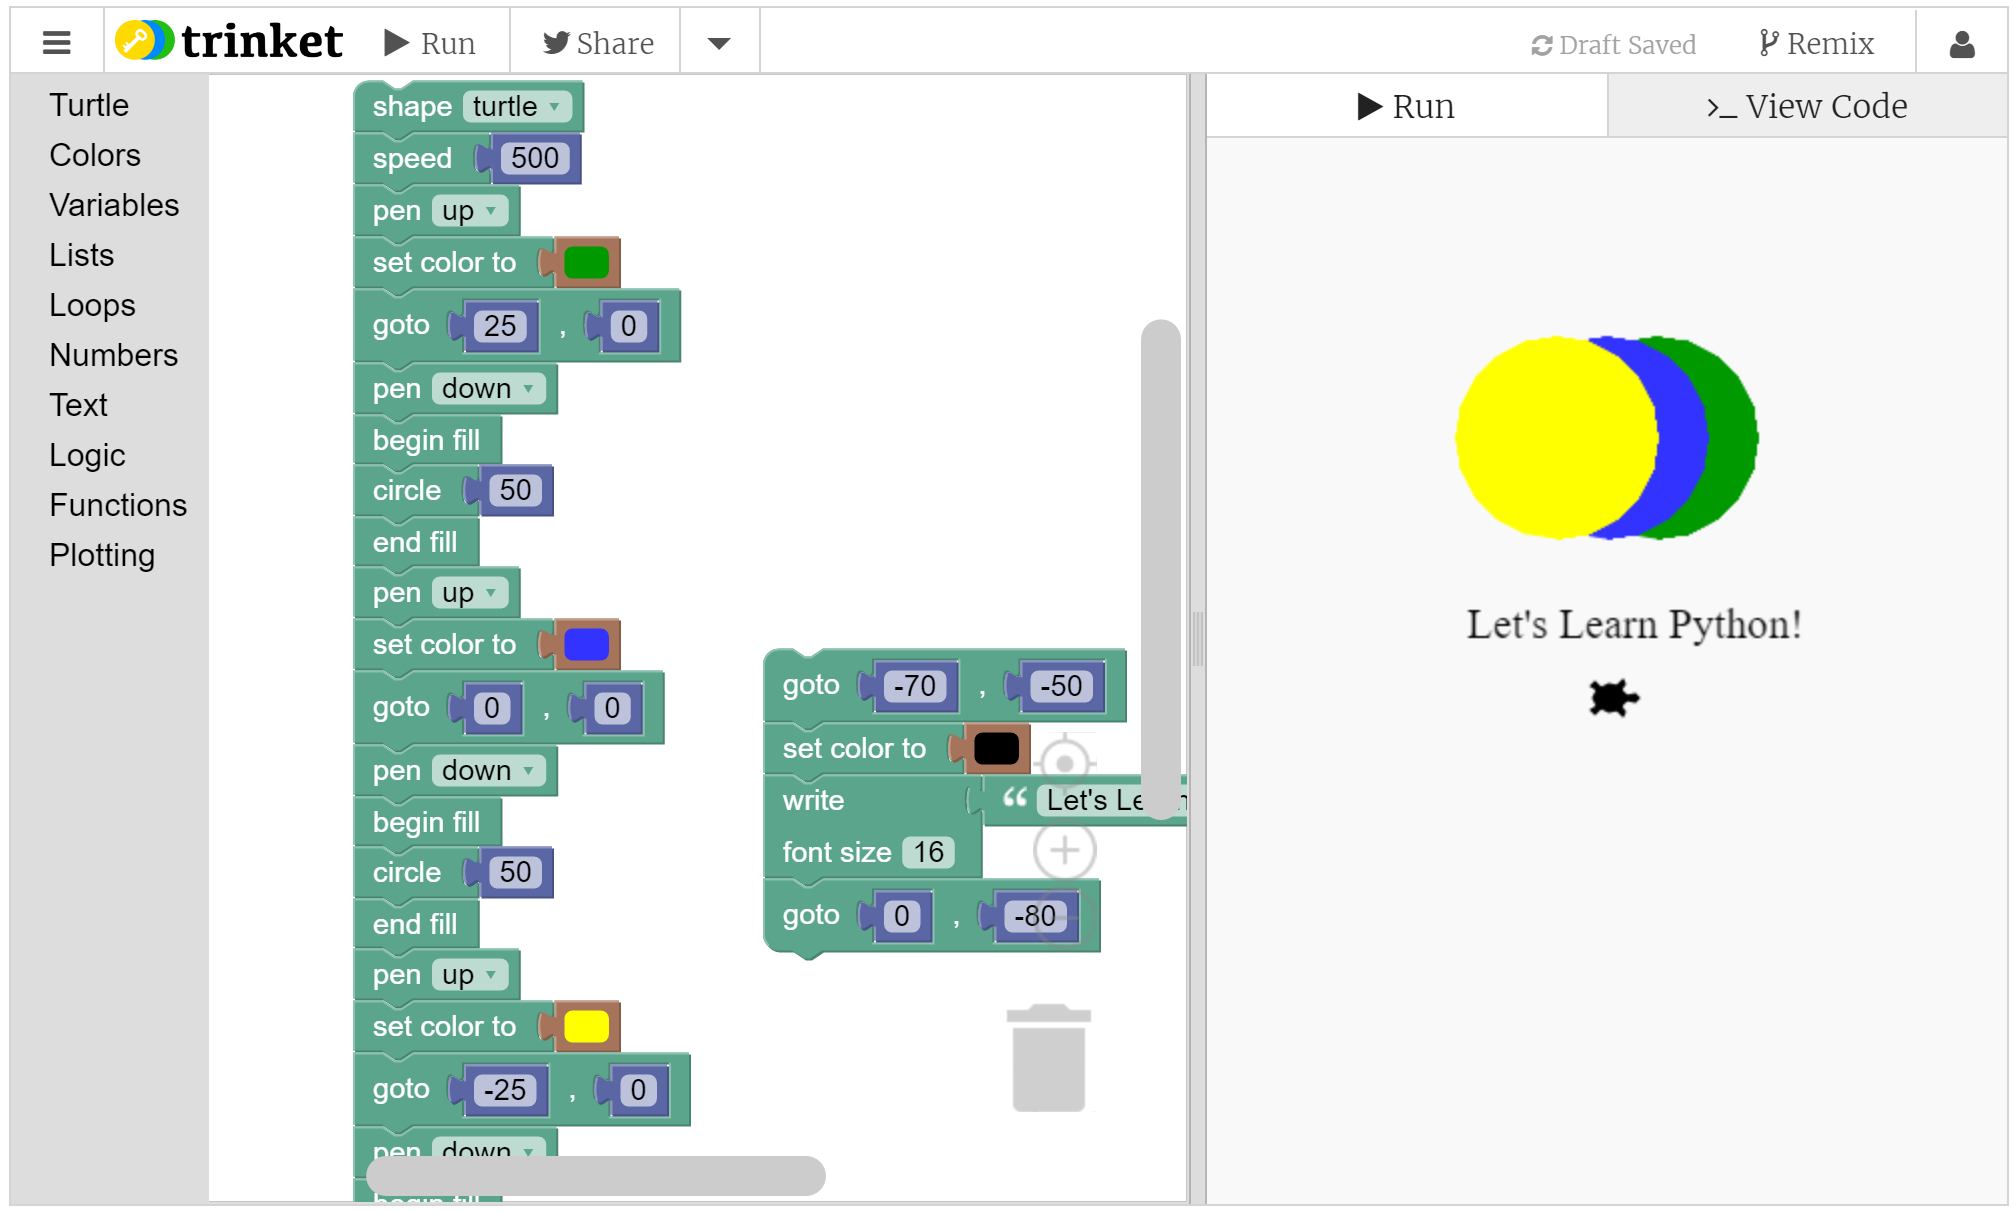 trinket
Run
Share
Draft Saved
Remix
Turtle
Colors
Variables
Lists
Loops
Numbers
Text
Logic
Functions
Plotting
shape turtle
speed 500
pen up
set color to
goto 25 , 0
pen down
begin fill
circle 50
end fill
pen up
set color to
goto 0 , 0
pen down
begin fill
circle 50
end fill
pen up
set color to
goto -25 , 0
pen down
begin fill
goto -70 , -50
set color to
write “ Let's Le
font size 16
goto 0 , -80
Run
>_ View Code
Let's Learn Python!